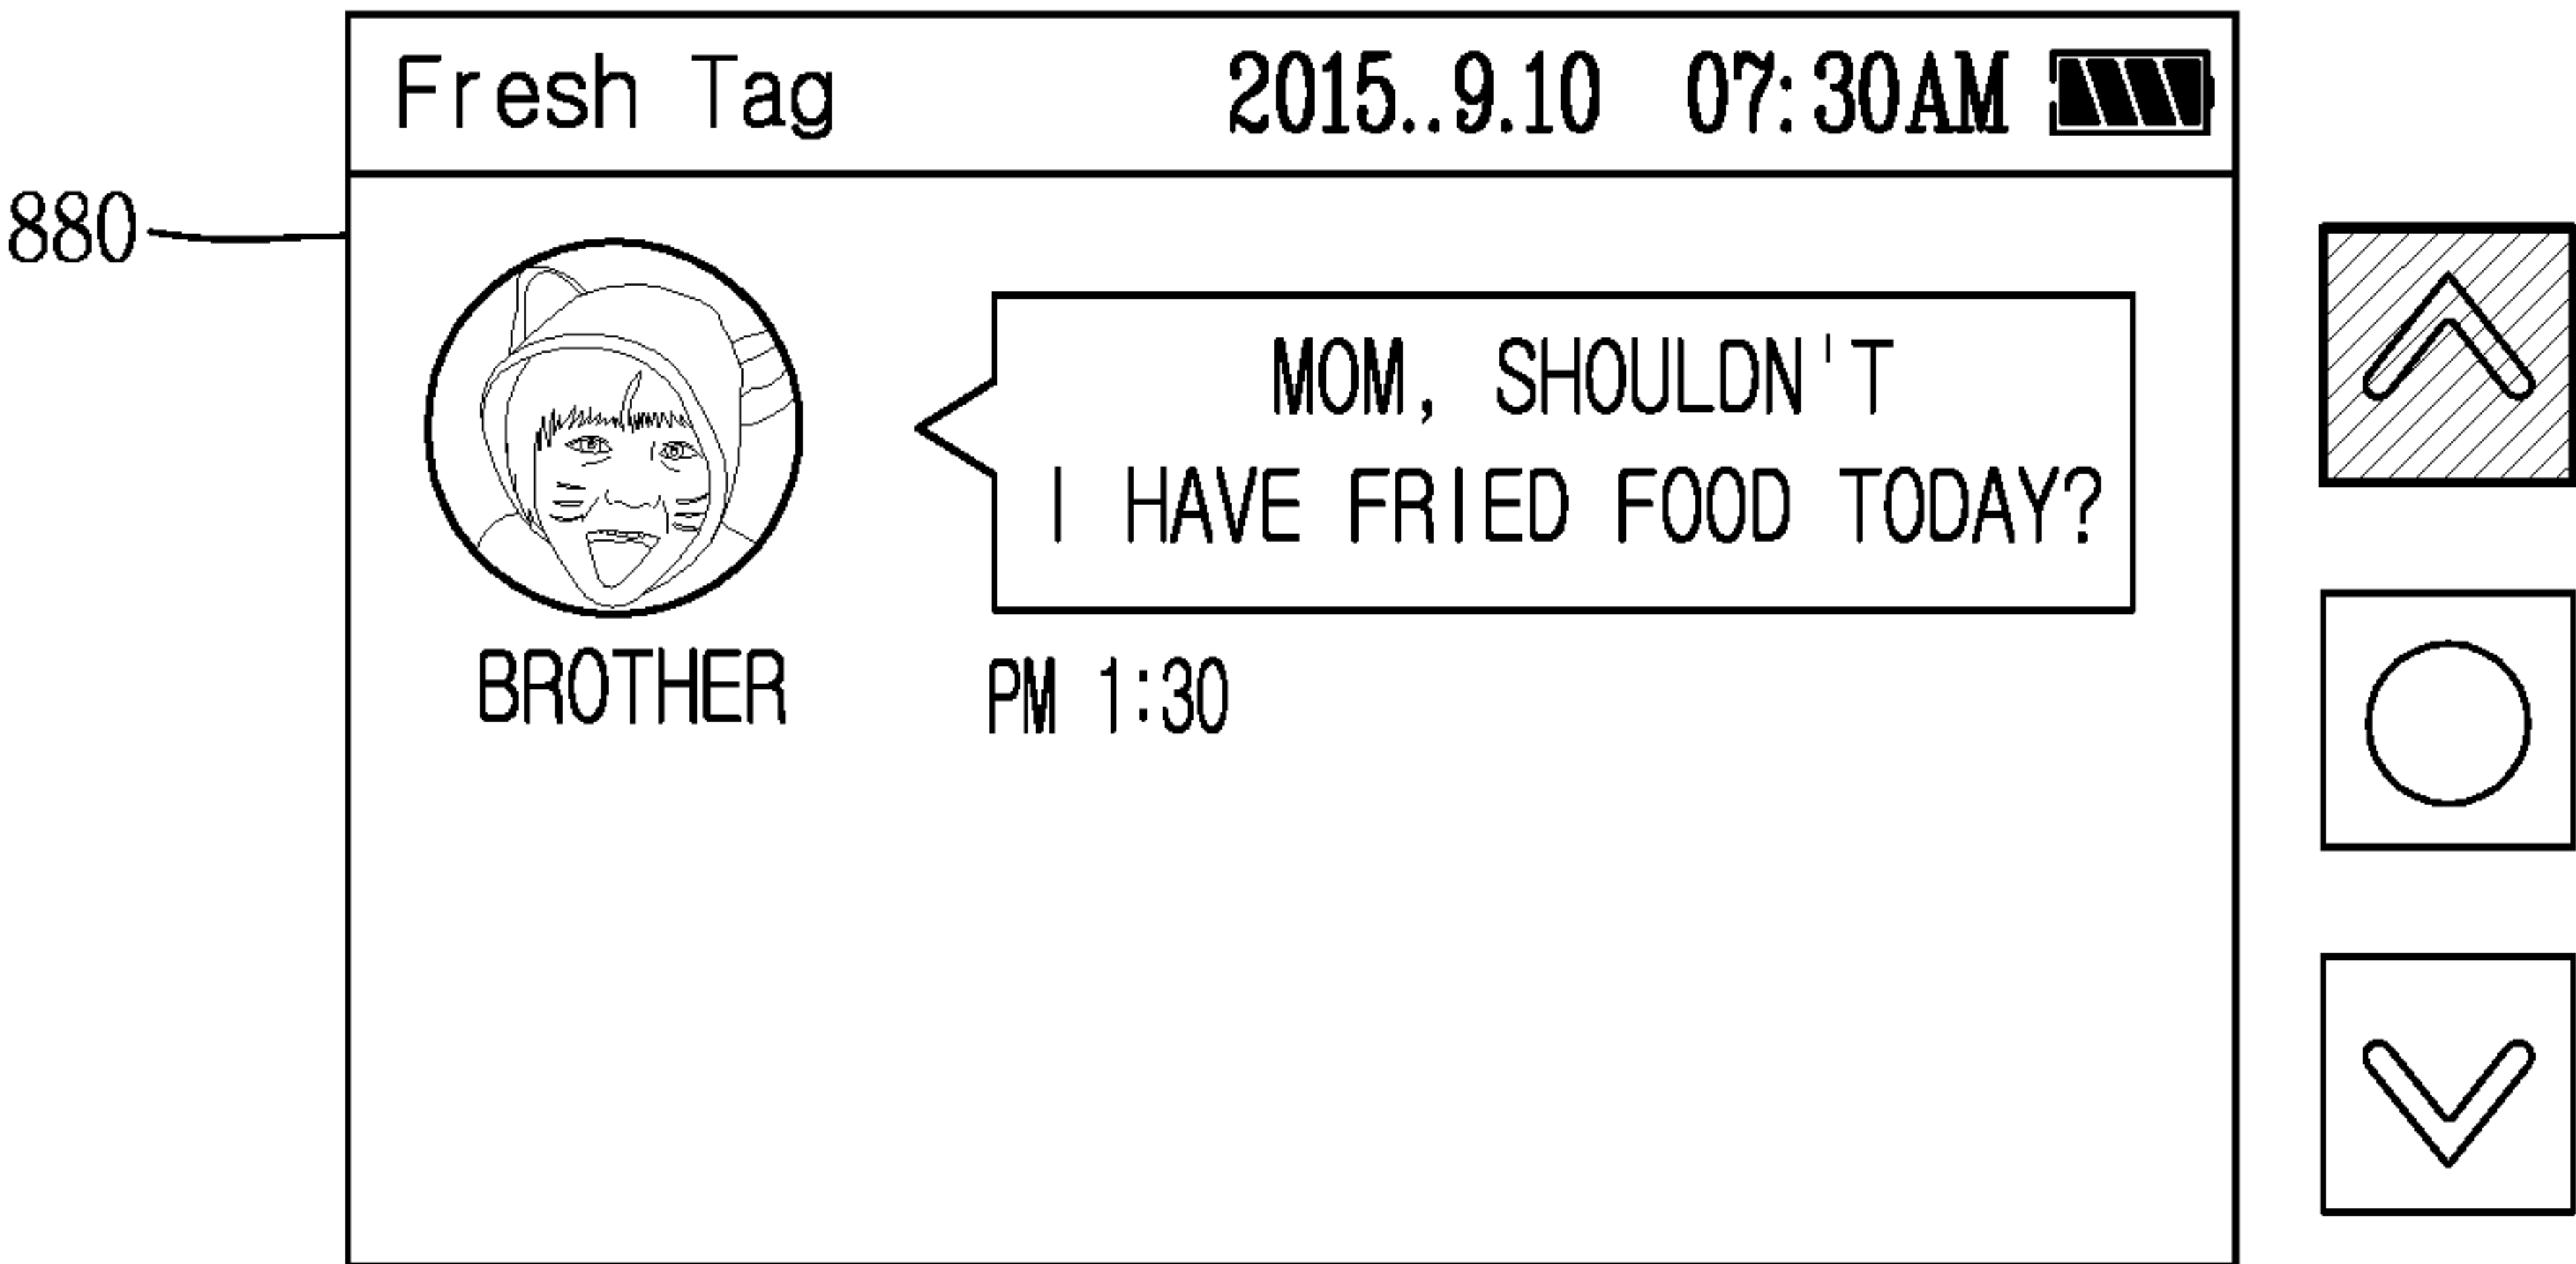 Fresh Tag 2015..9.10 07:30AM
880
MOM, SHOULDN'T
I HAVE FRIED FOOD TODAY?
BROTHER
PM 1:30